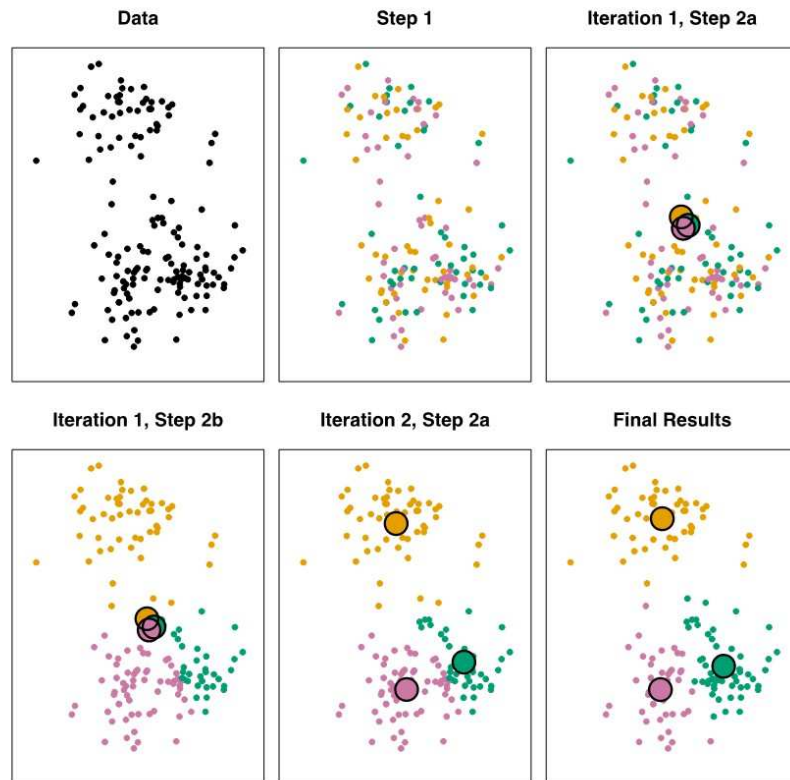 Data
Step 1
Iteration 1, Step 2a
Iteration 1, Step 2b
Iteration 2, Step 2a
Final Results